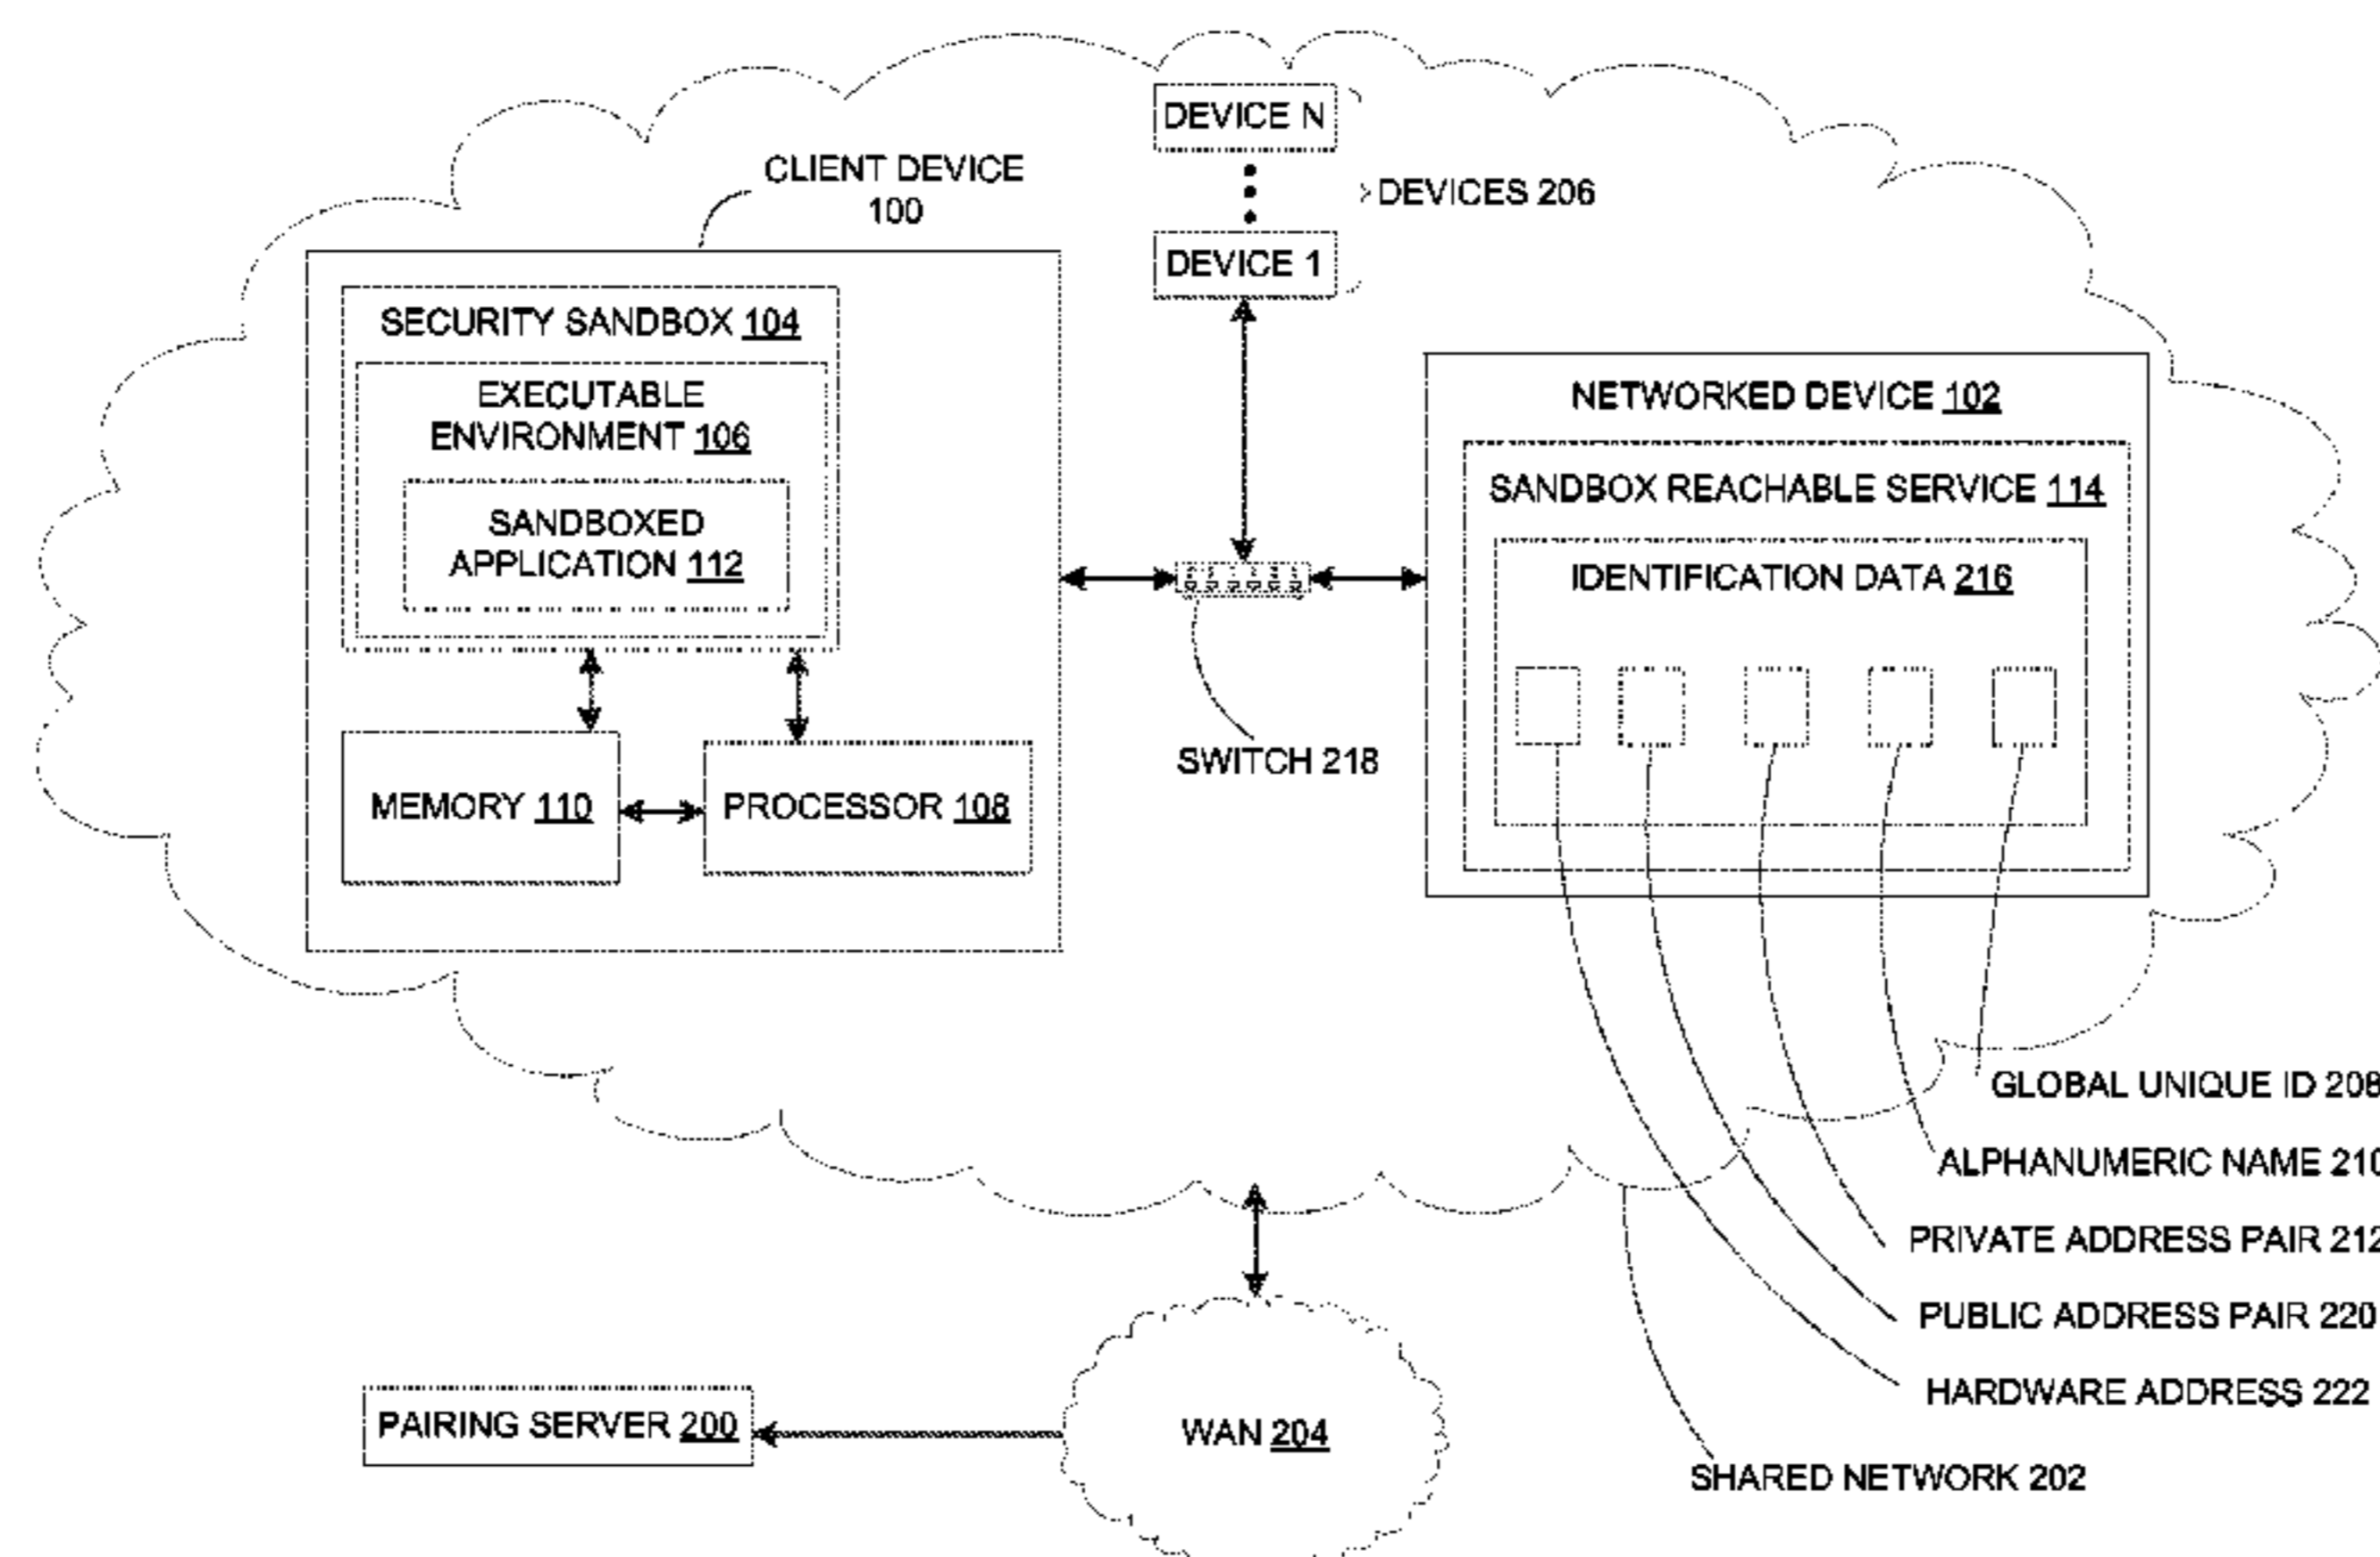 DEVICE N
CLIENT DEVICE
100
DEVICES 206
DEVICE 1
SECURITY SANDBOX 104
EXECUTABLE
ENVIRONMENT 106
SANDBOXED
APPLICATION 112
MEMORY 110
PROCESSOR 108
SWITCH 218
NETWORKED DEVICE 102
SANDBOX REACHABLE SERVICE 114
IDENTIFICATION DATA 216
GLOBAL UNIQUE ID 208
ALPHANUMERIC NAME 210
PRIVATE ADDRESS PAIR 212
PUBLIC ADDRESS PAIR 220
HARDWARE ADDRESS 222
SHARED NETWORK 202
PAIRING SERVER 200
WAN 204